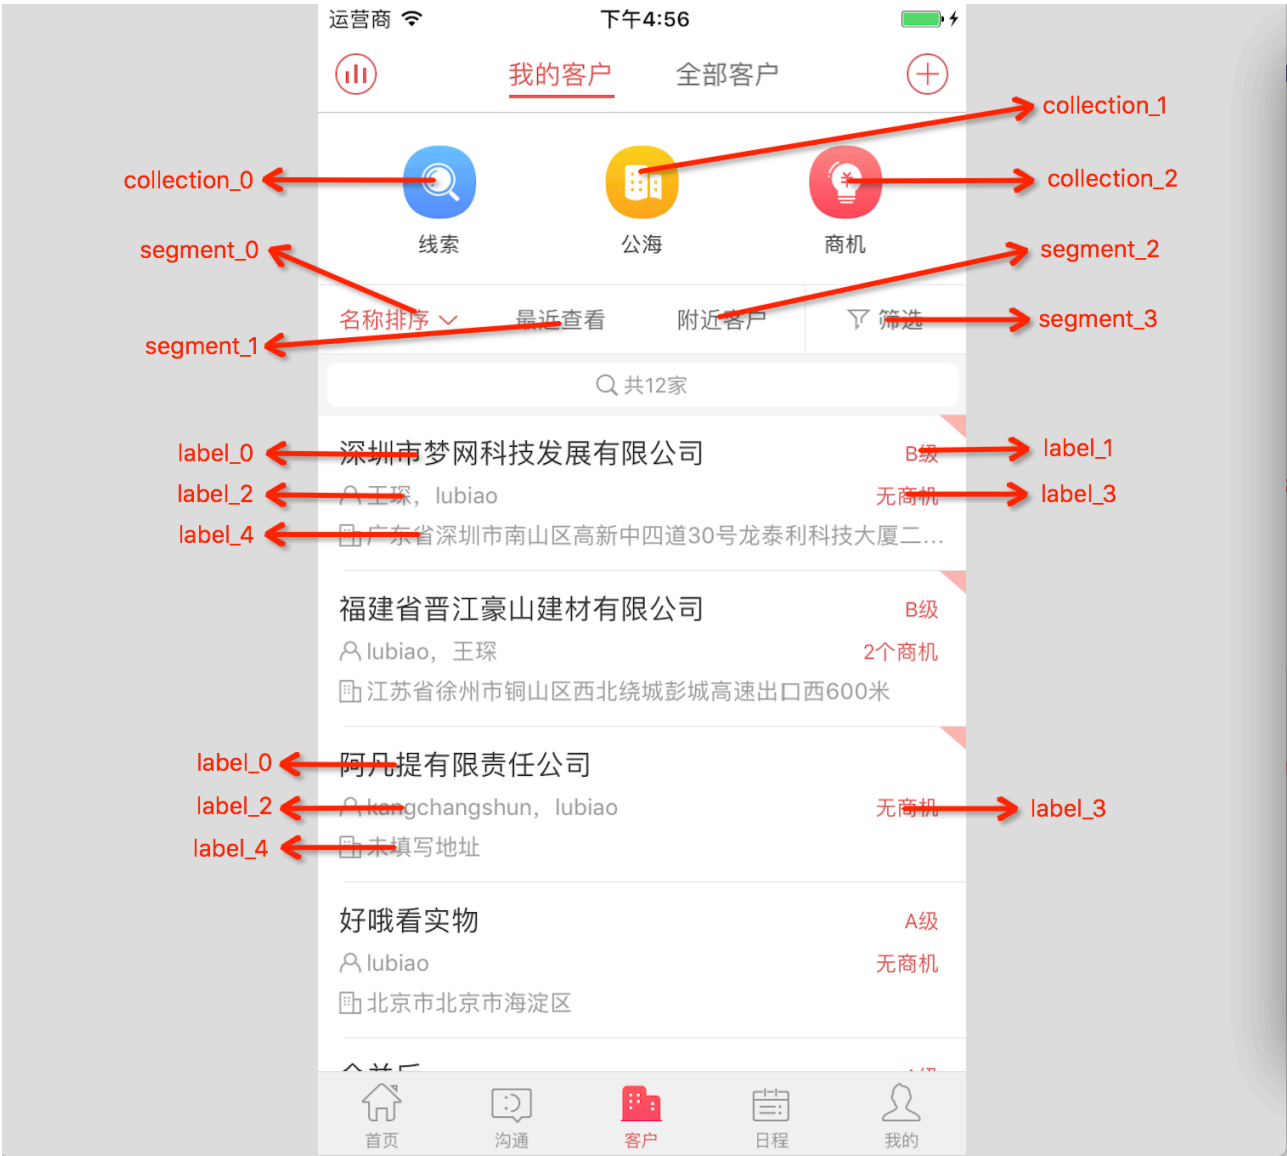 运营商 下午4:56
我的客户 全部客户
collection_1
collection_0 collection_2
线索 公海 商机
segment_0 segment_2
名称排序 最近查看 附近客户 筛选 segment_3
segment_1
共12家
label_0 深圳市梦网科技发展有限公司 B级 label_1
label_2 王琛，lubiao 无商机 label_3
label_4 广东省深圳市南山区高新中四道30号龙泰利科技大厦二...
福建省晋江豪山建材有限公司 B级
lubiao，王琛 2个商机
江苏省徐州市铜山区西北绕城彭城高速出口西600米
label_0 阿凡提有限责任公司
label_2 kangchangshun，lubiao 无商机 label_3
label_4 未填写地址
好哦看实物 A级
lubiao 无商机
北京市北京市海淀区
首页 沟通 客户 日程 我的